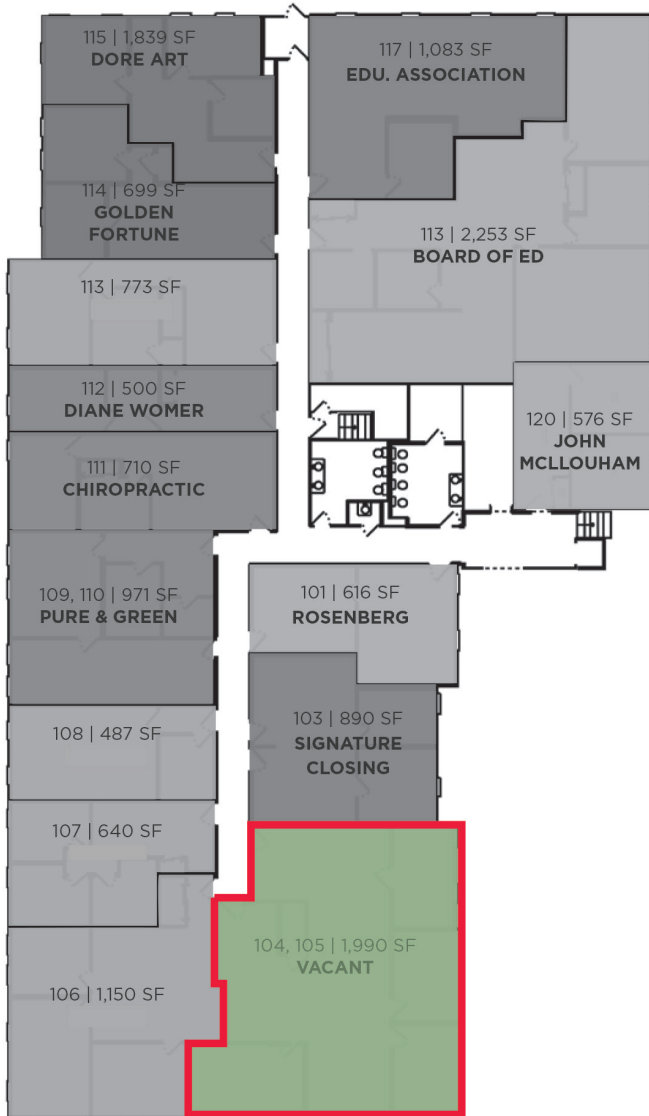 115 | 1,839 SF
DORE ART
117 | 1,083 SF
EDU. ASSOCIATION
114 | 699 SF
GOLDEN
FORTUNE
113 | 2,253 SF
BOARD OF ED
113 | 773 SF
112 | 500 SF
DIANE WOMER
120 | 576 SF
JOHN
MCLLOUHAM
111 | 710 SF
CHIROPRACTIC
109, 110 | 971 SF
PURE & GREEN
101 | 616 SF
ROSENBERG
103 | 890 SF
SIGNATURE
CLOSING
108 | 487 SF
107 | 640 SF
104, 105 | 1,990 SF
VACANT
106 | 1,150 SF